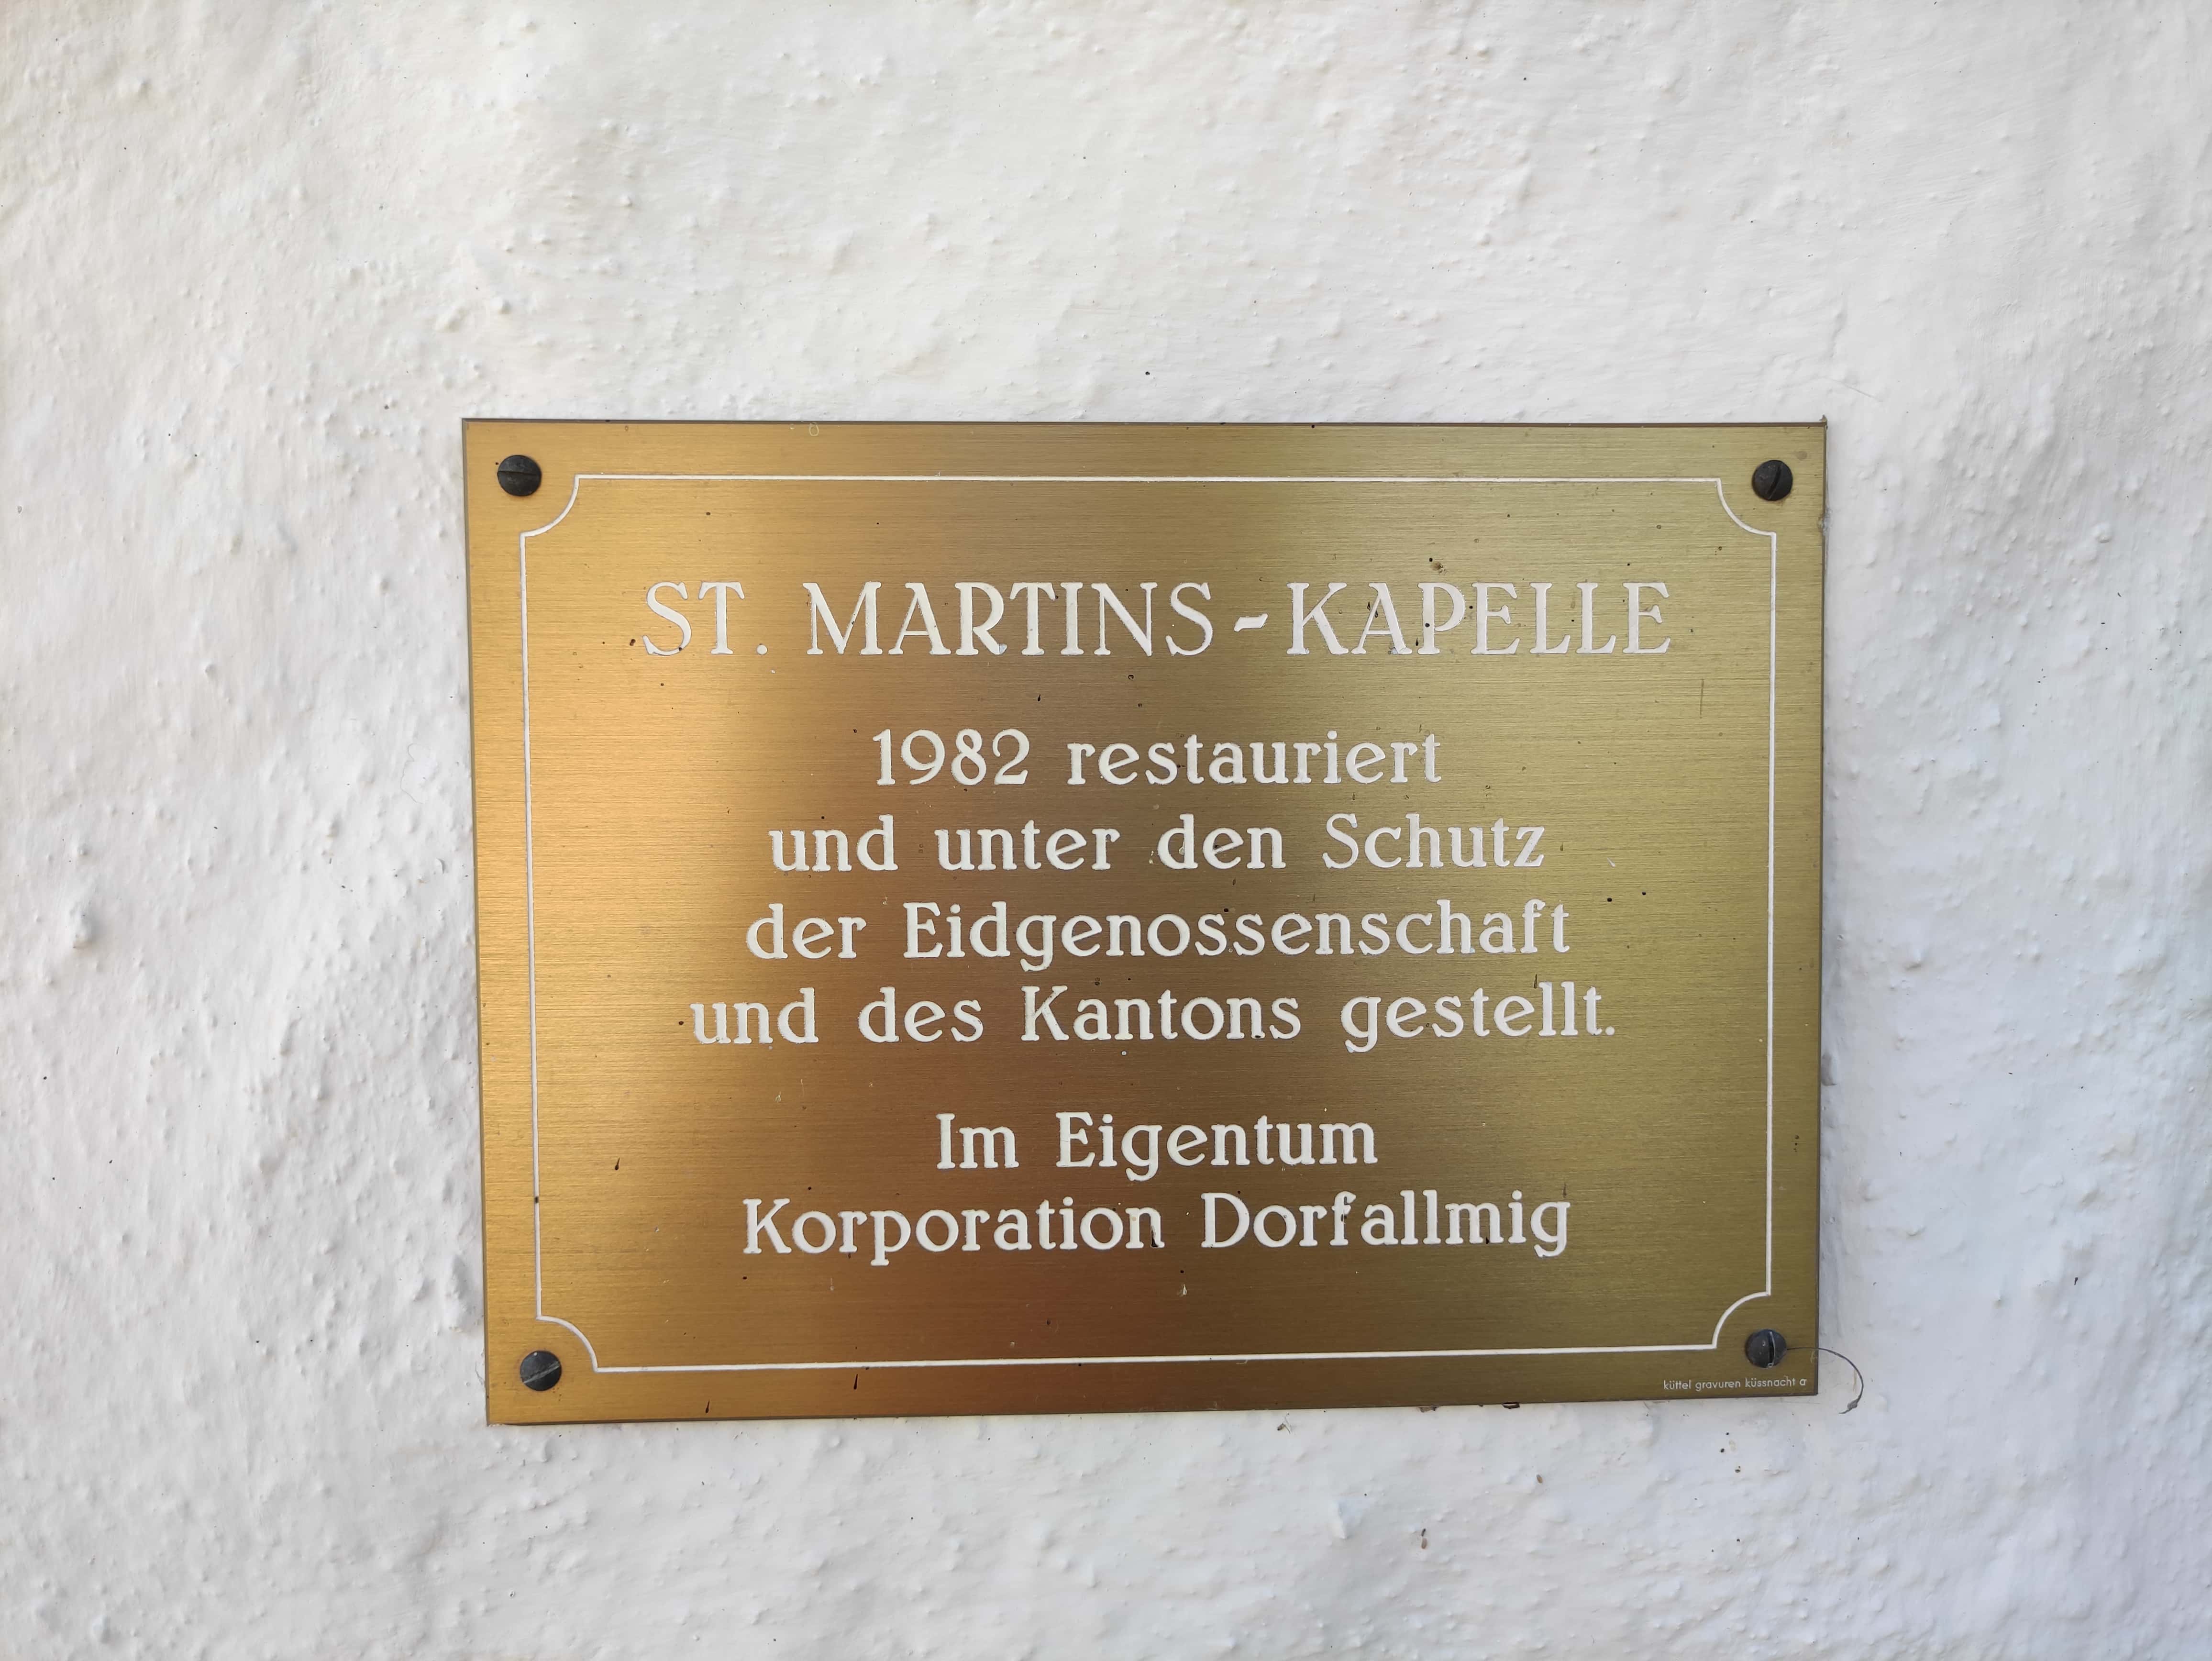 ST. MARTINS-KAPELLE
1982 restauriert
und unter den Schutz
der Eidgenossenschaft
und des Kantons gestellt.
Im Eigentum
Korporation Dorfallmig
küttel gravuren küssnacht a